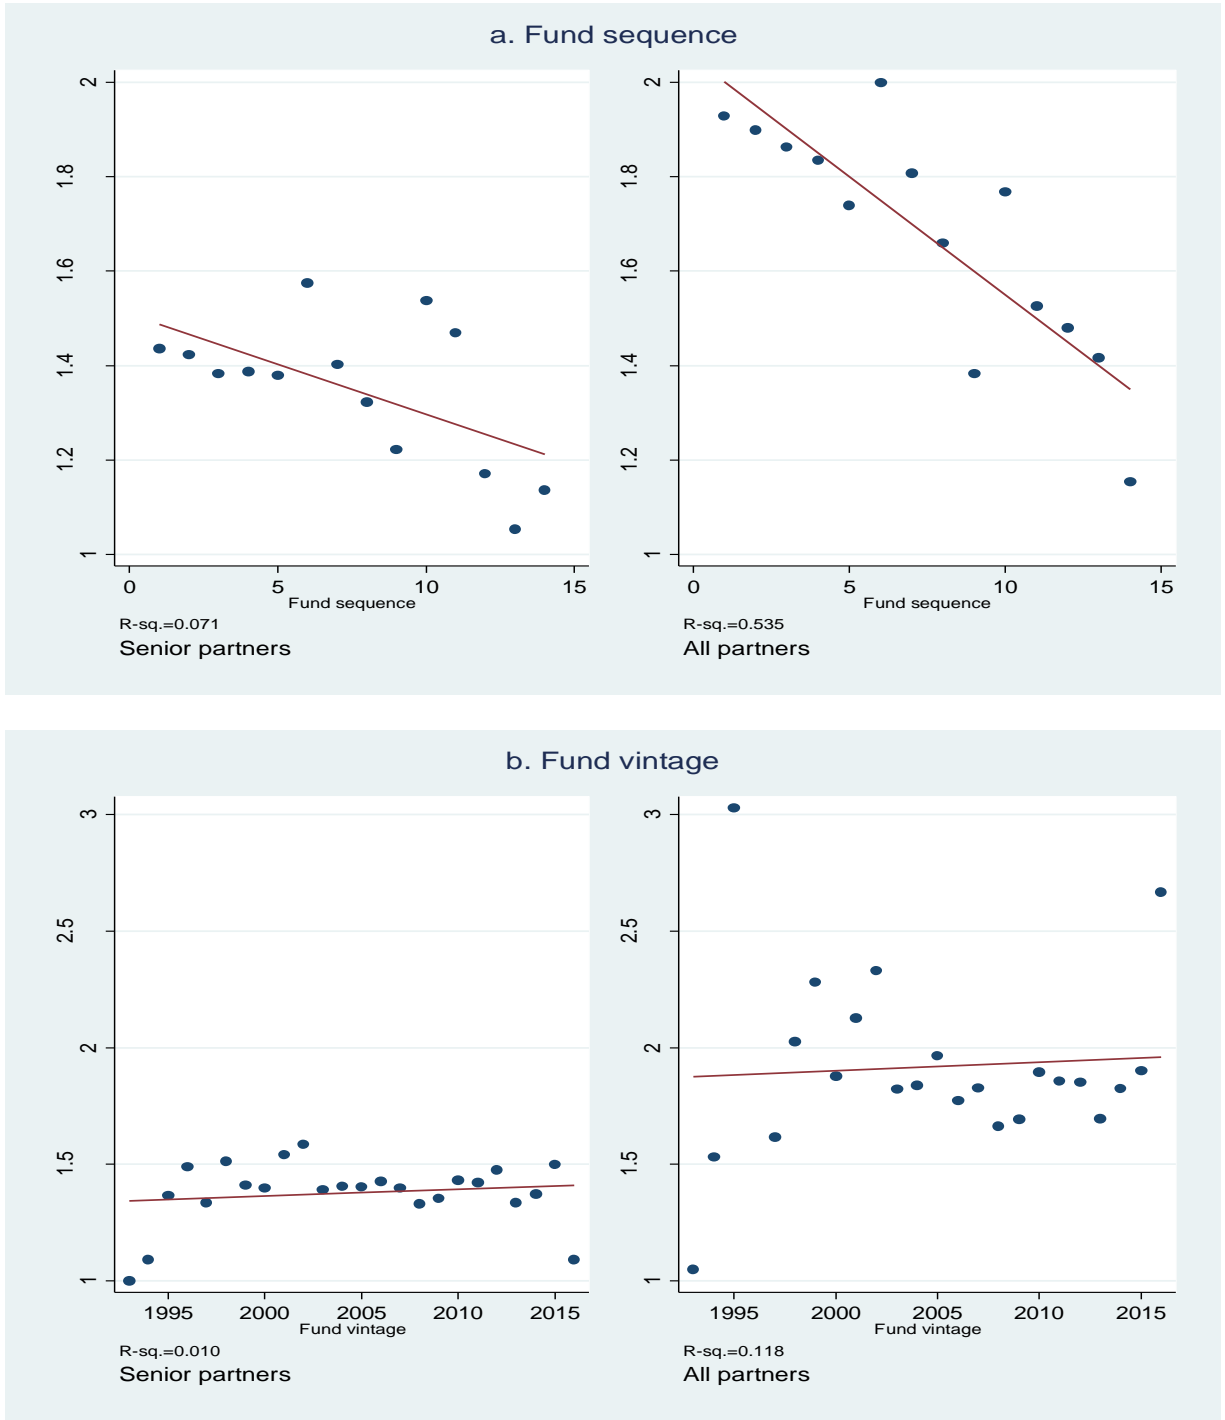 a. Fund sequence
2
1.8
1.6
1.4
1.2
1
0 5 10 15
Fund sequence
R-sq.=0.071
Senior partners
2
1.8
1.6
1.4
1.2
1
0 5 10 15
Fund sequence
R-sq.=0.535
All partners
b. Fund vintage
3
2.5
2
1.5
1
1995 2000 2005 2010 2015
Fund vintage
R-sq.=0.010
Senior partners
3
2.5
2
1.5
1
1995 2000 2005 2010 2015
Fund vintage
R-sq.=0.118
All partners